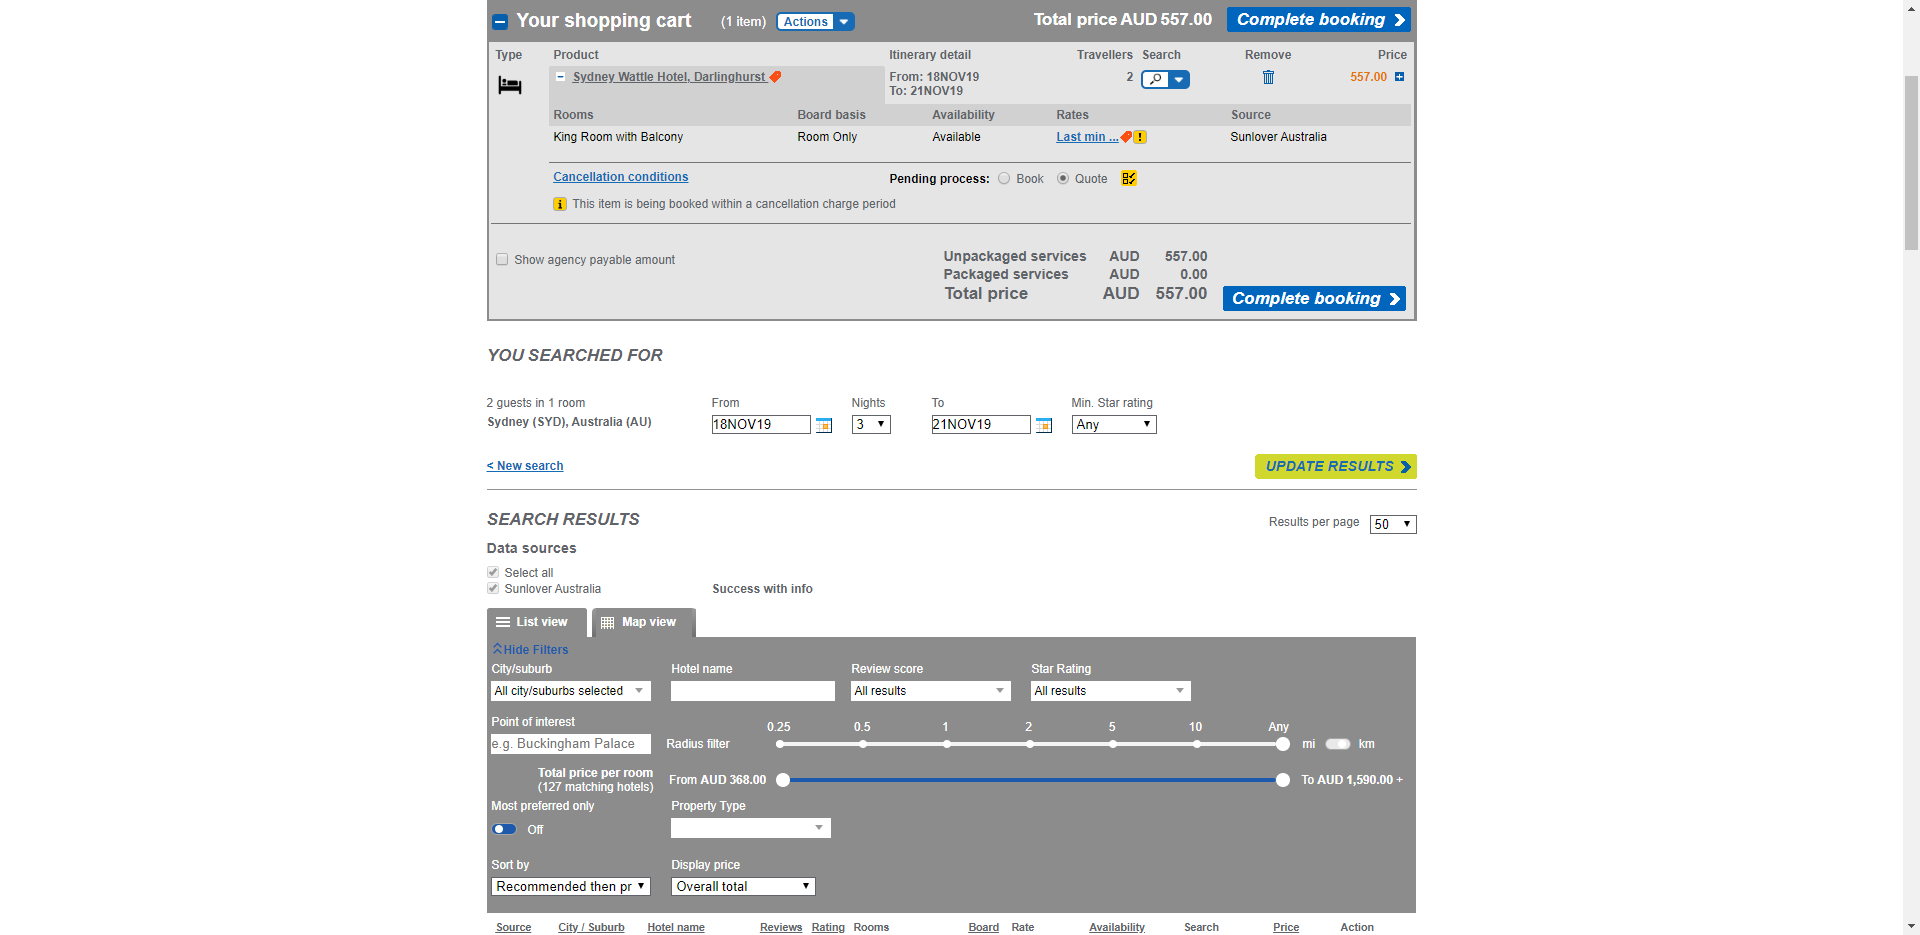 Your shopping cart (1 item) Actions Total price AUD 557.00 Complete booking
Type Product Itinerary detail Travellers Search Remove Price
Sydney Wattle Hotel, Darlinghurst From: 18NOV19 2 557.00
To: 21NOV19
Rooms Board basis Availability Rates Source
King Room with Balcony Room Only Available Last min ... Sunlover Australia
Cancellation conditions Pending process: Book Quote
This item is being booked within a cancellation charge period
Show agency payable amount
Unpackaged services AUD 557.00
Packaged services AUD 0.00
Total price AUD 557.00 Complete booking
YOU SEARCHED FOR
2 guests in 1 room From Nights To Min. Star rating
Sydney (SYD), Australia (AU) 18NOV19 3 21NOV19 Any
< New search UPDATE RESULTS
SEARCH RESULTS Results per page 50
Data sources
Select all
Sunlover Australia Success with info
List view Map view
Hide Filters
City/suburb Hotel name Review score Star Rating
All city/suburbs selected All results All results
Point of interest 0.25 0.5 1 2 5 10 Any
e.g. Buckingham Palace Radius filter mi km
Total price per room From AUD 368.00 To AUD 1,590.00 +
(127 matching hotels)
Most preferred only Property Type
Off
Sort by Display price
Recommended then pr Overall total
Source City / Suburb Hotel name Reviews Rating Rooms Board Rate Availability Search Price Action